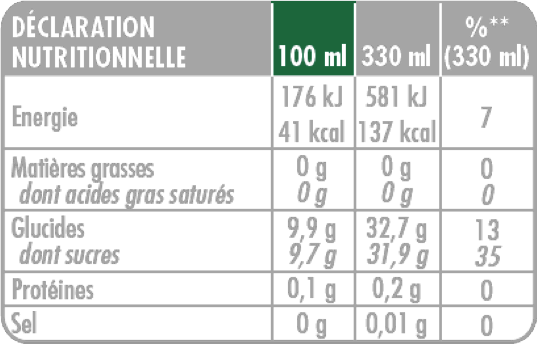 DÉCLARATION
NUTRITIONNELLE 100 ml 330 ml %** (330 ml)
Energie 176 kJ 581 kJ 7
41 kcal 137 kcal
Matières grasses 0 g 0 g 0
dont acides gras saturés 0 g 0 g 0
Glucides 9,9 g 32,7 g 13
dont sucres 9,7 g 31,9 g 35
Protéines 0,1 g 0,2 g 0
Sel 0 g 0,01 g 0